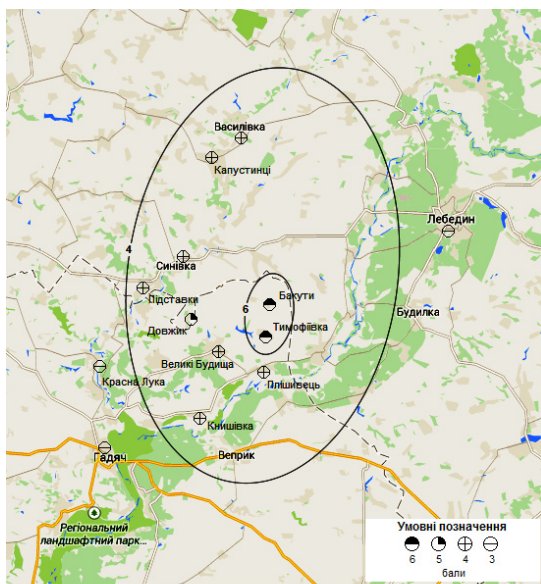 Василівка
Капустинці
Лебедин
4
Синівка
Підставки
Бакути
6
Будилка
Довжик
Тимофіївка
Великі Будища
Красна Лука
Плішивець
Книшівка
Гадяч
Веприк
Регіональний
ландшафтний парк...
Умовні позначення
6 5 4 3
бали